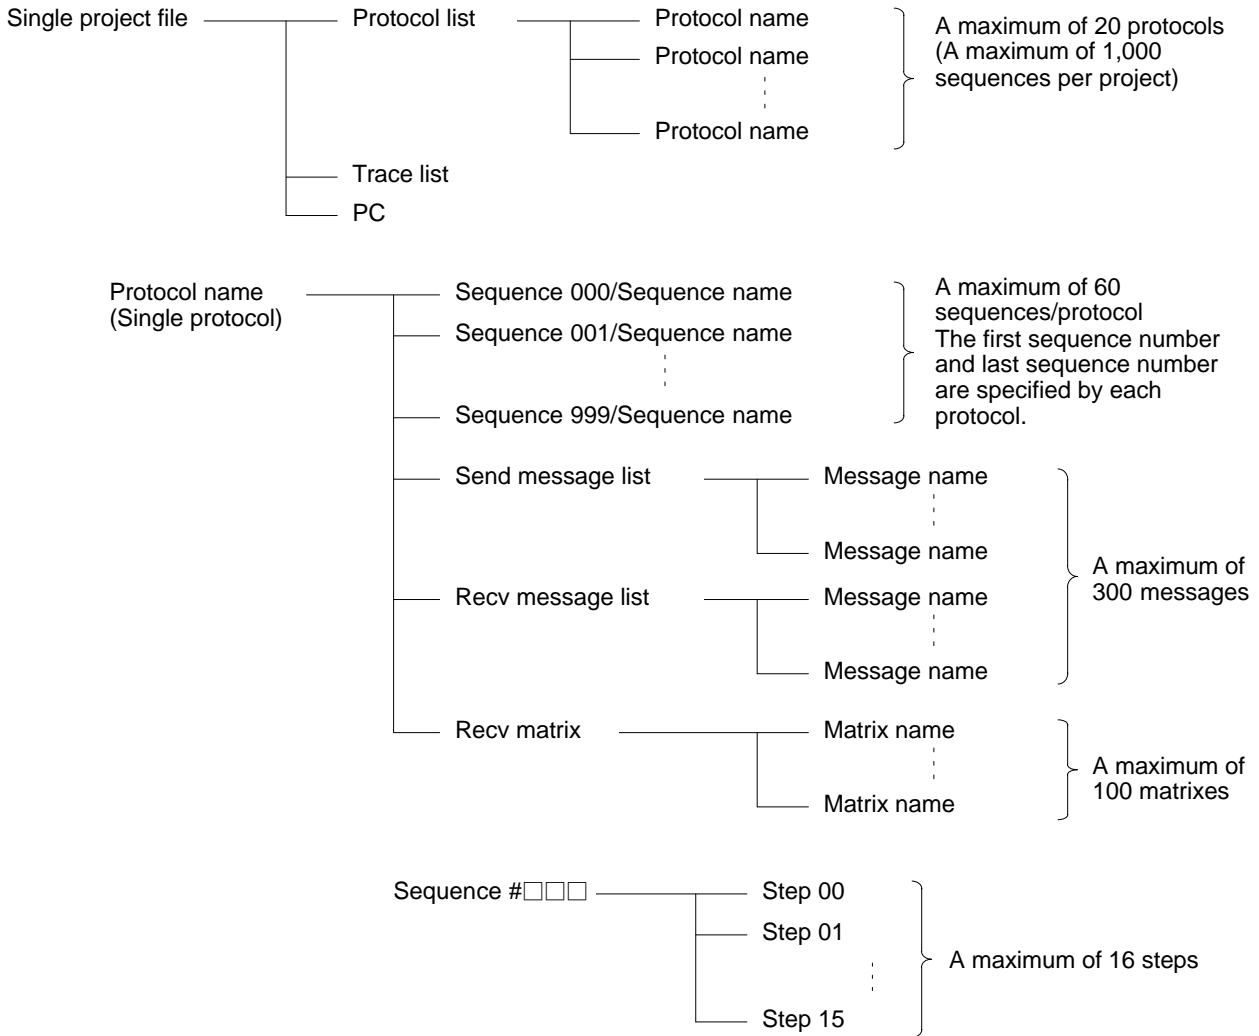 Single project file
Protocol list
Protocol name
Protocol name
Protocol name
A maximum of 20 protocols
(A maximum of 1,000
sequences per project)
Trace list
PC
Protocol name
(Single protocol)
Sequence 000/Sequence name
Sequence 001/Sequence name
Sequence 999/Sequence name
A maximum of 60
sequences/protocol
The first sequence number
and last sequence number
are specified by each
protocol.
Send message list
Message name
Message name
Recv message list
Message name
Message name
A maximum of
300 messages
Recv matrix
Matrix name
Matrix name
A maximum of
100 matrixes
Sequence #□□□
Step 00
Step 01
Step 15
A maximum of 16 steps